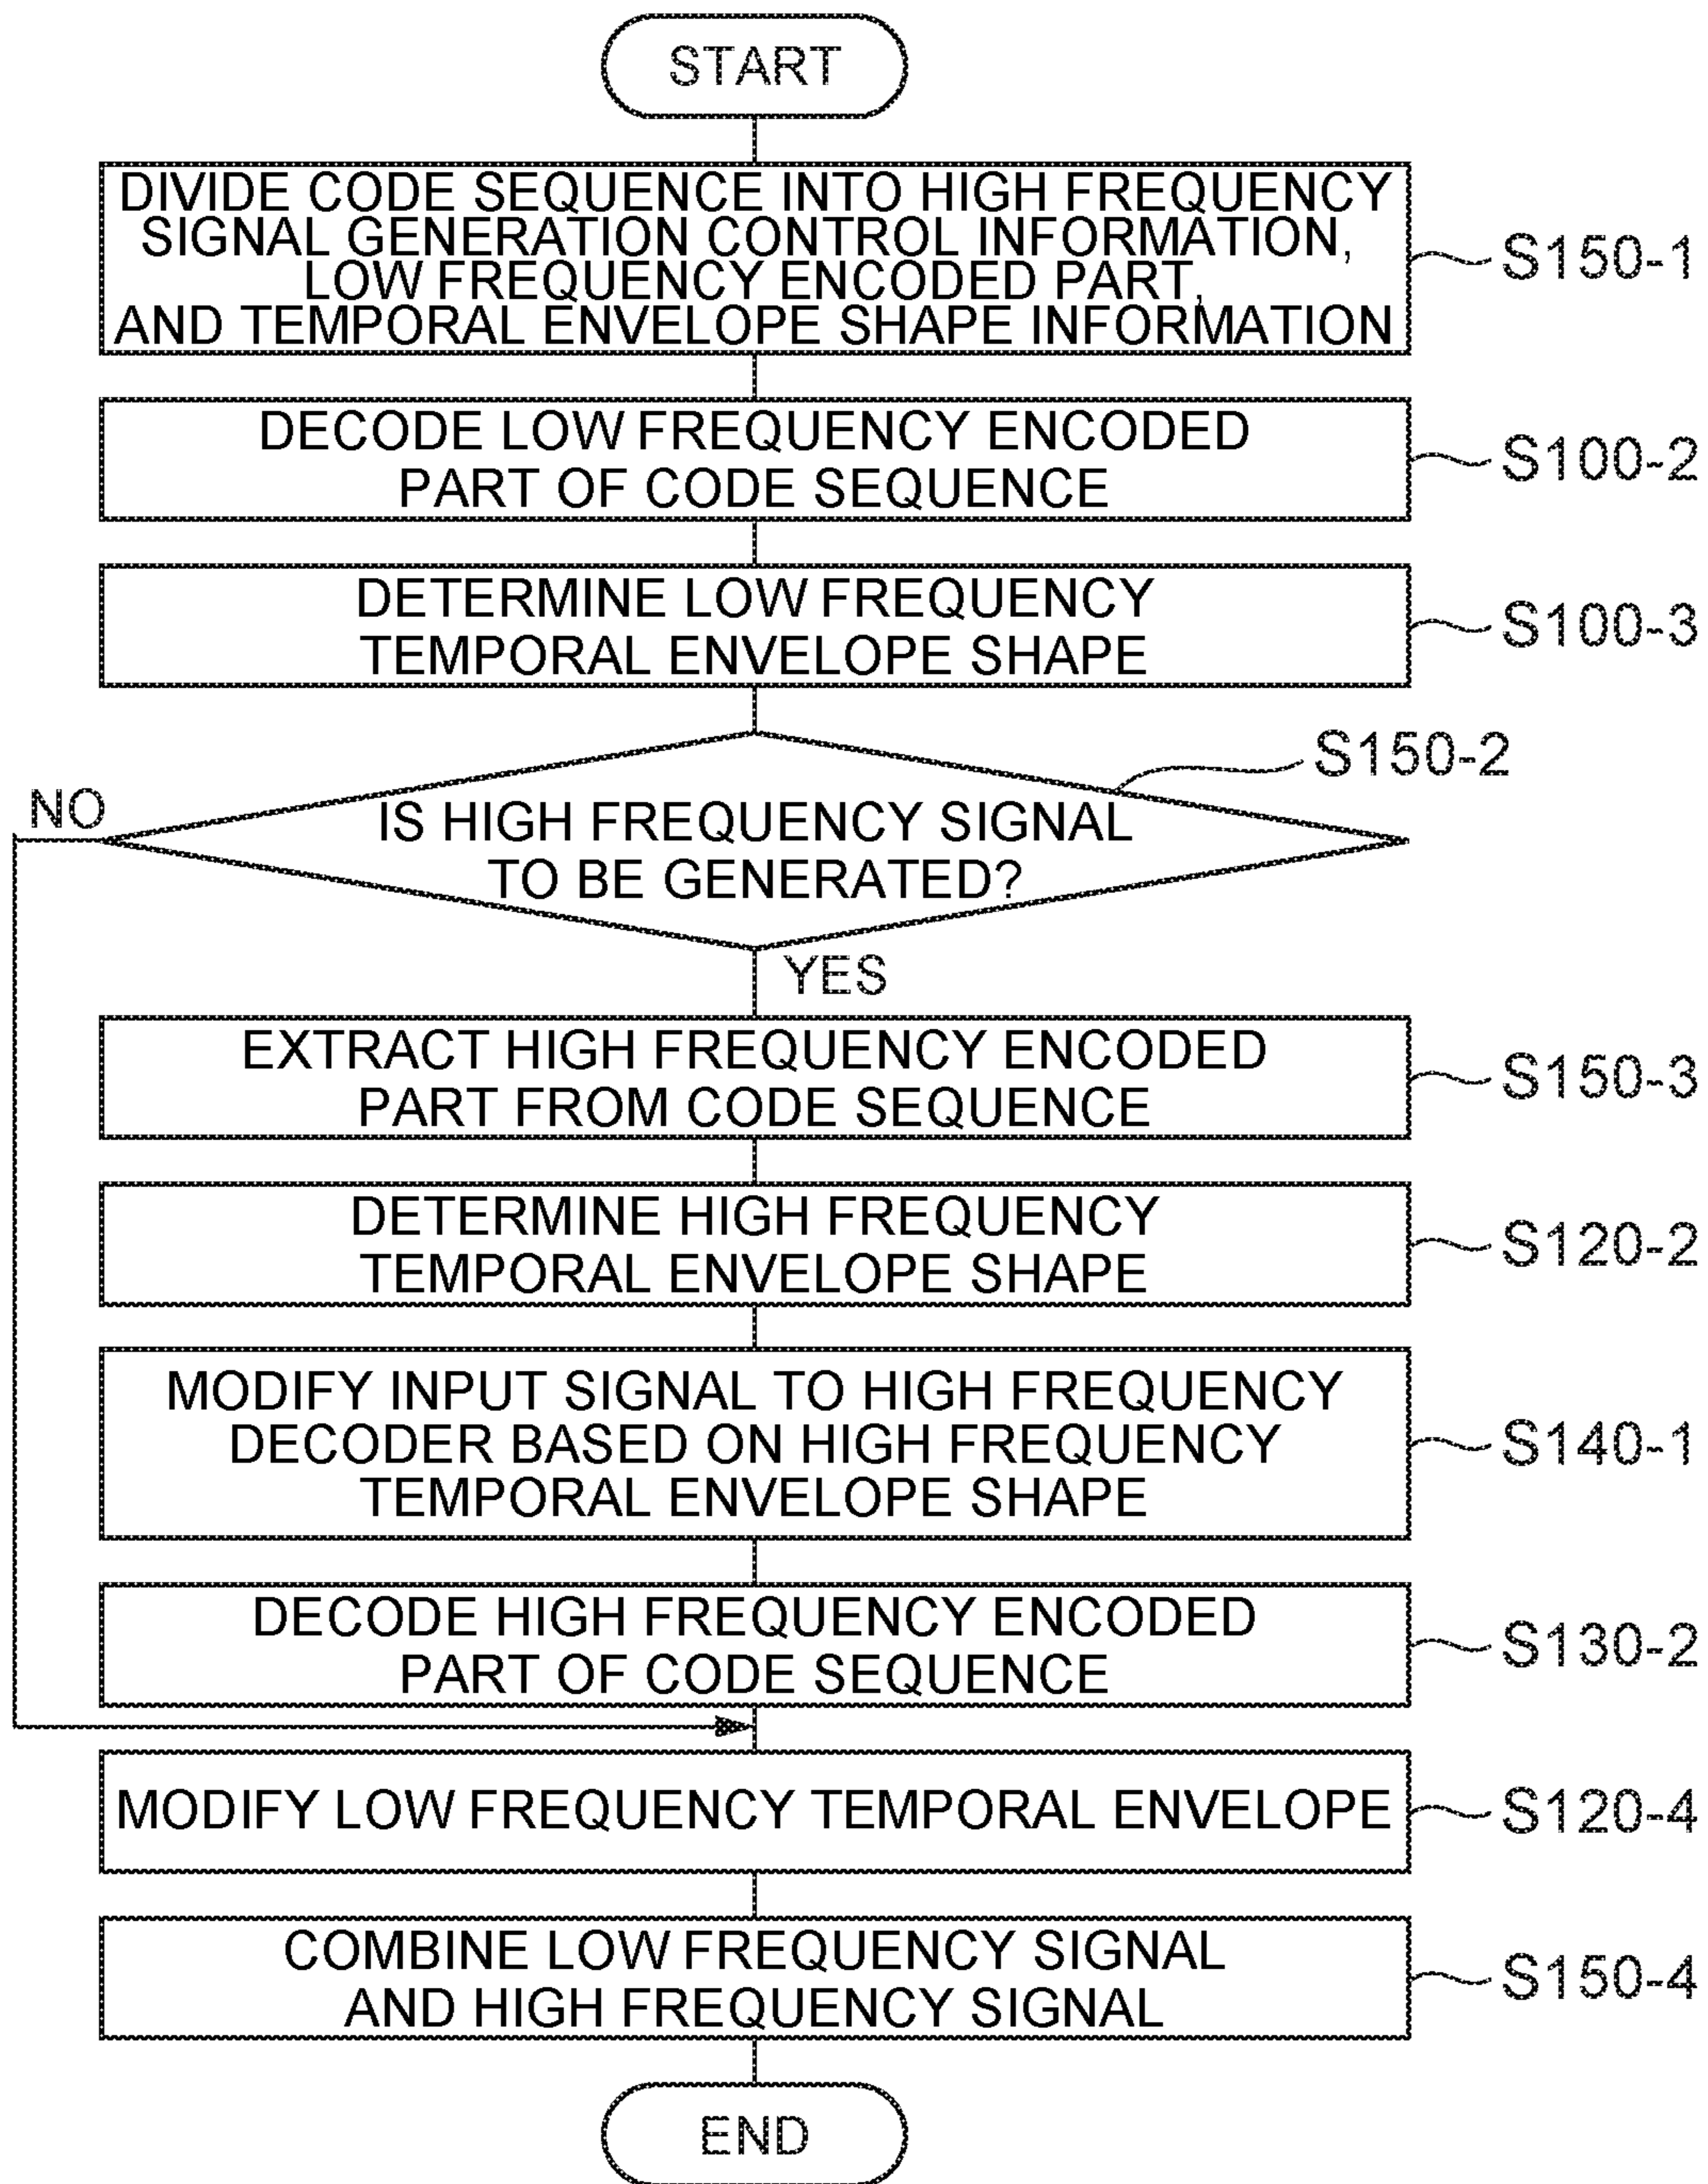 START
DIVIDE CODE SEQUENCE INTO HIGH FREQUENCY
SIGNAL GENERATION CONTROL INFORMATION,
LOW FREQUENCY ENCODED PART,
AND TEMPORAL ENVELOPE SHAPE INFORMATION
S150-1
DECODE LOW FREQUENCY ENCODED
PART OF CODE SEQUENCE
S100-2
DETERMINE LOW FREQUENCY
TEMPORAL ENVELOPE SHAPE
S100-3
S150-2
NO
IS HIGH FREQUENCY SIGNAL
TO BE GENERATED?
YES
EXTRACT HIGH FREQUENCY ENCODED
PART FROM CODE SEQUENCE
S150-3
DETERMINE HIGH FREQUENCY
TEMPORAL ENVELOPE SHAPE
S120-2
MODIFY INPUT SIGNAL TO HIGH FREQUENCY
DECODER BASED ON HIGH FREQUENCY
TEMPORAL ENVELOPE SHAPE
S140-1
DECODE HIGH FREQUENCY ENCODED
PART OF CODE SEQUENCE
S130-2
MODIFY LOW FREQUENCY TEMPORAL ENVELOPE
S120-4
COMBINE LOW FREQUENCY SIGNAL
AND HIGH FREQUENCY SIGNAL
S150-4
END